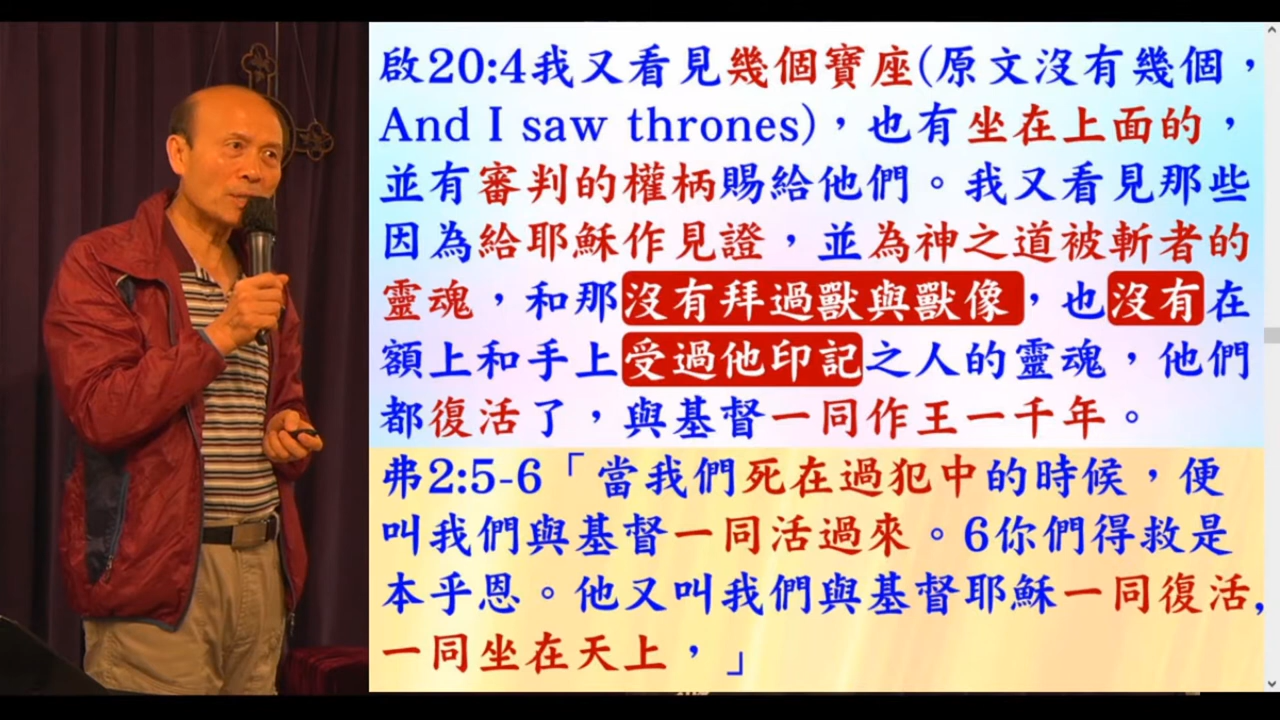 啟20:4我又看見幾個寶座(原文沒有幾個，
And I saw thrones)，也有坐在上面的，
並有審判的權柄賜給他們。我又看見那些
因為給耶穌作見證，並為神之道被斬者的
靈魂，和那沒有拜過獸與獸像，也沒有在
額上和手上受過他印記之人的靈魂，他們
都復活了，與基督一同作王一千年。
弗2:5-6「當我們死在過犯中的時候，便
叫我們與基督一同活過來。6你們得救是
本乎恩。他又叫我們與基督耶穌一同復活,
一同坐在天上，」